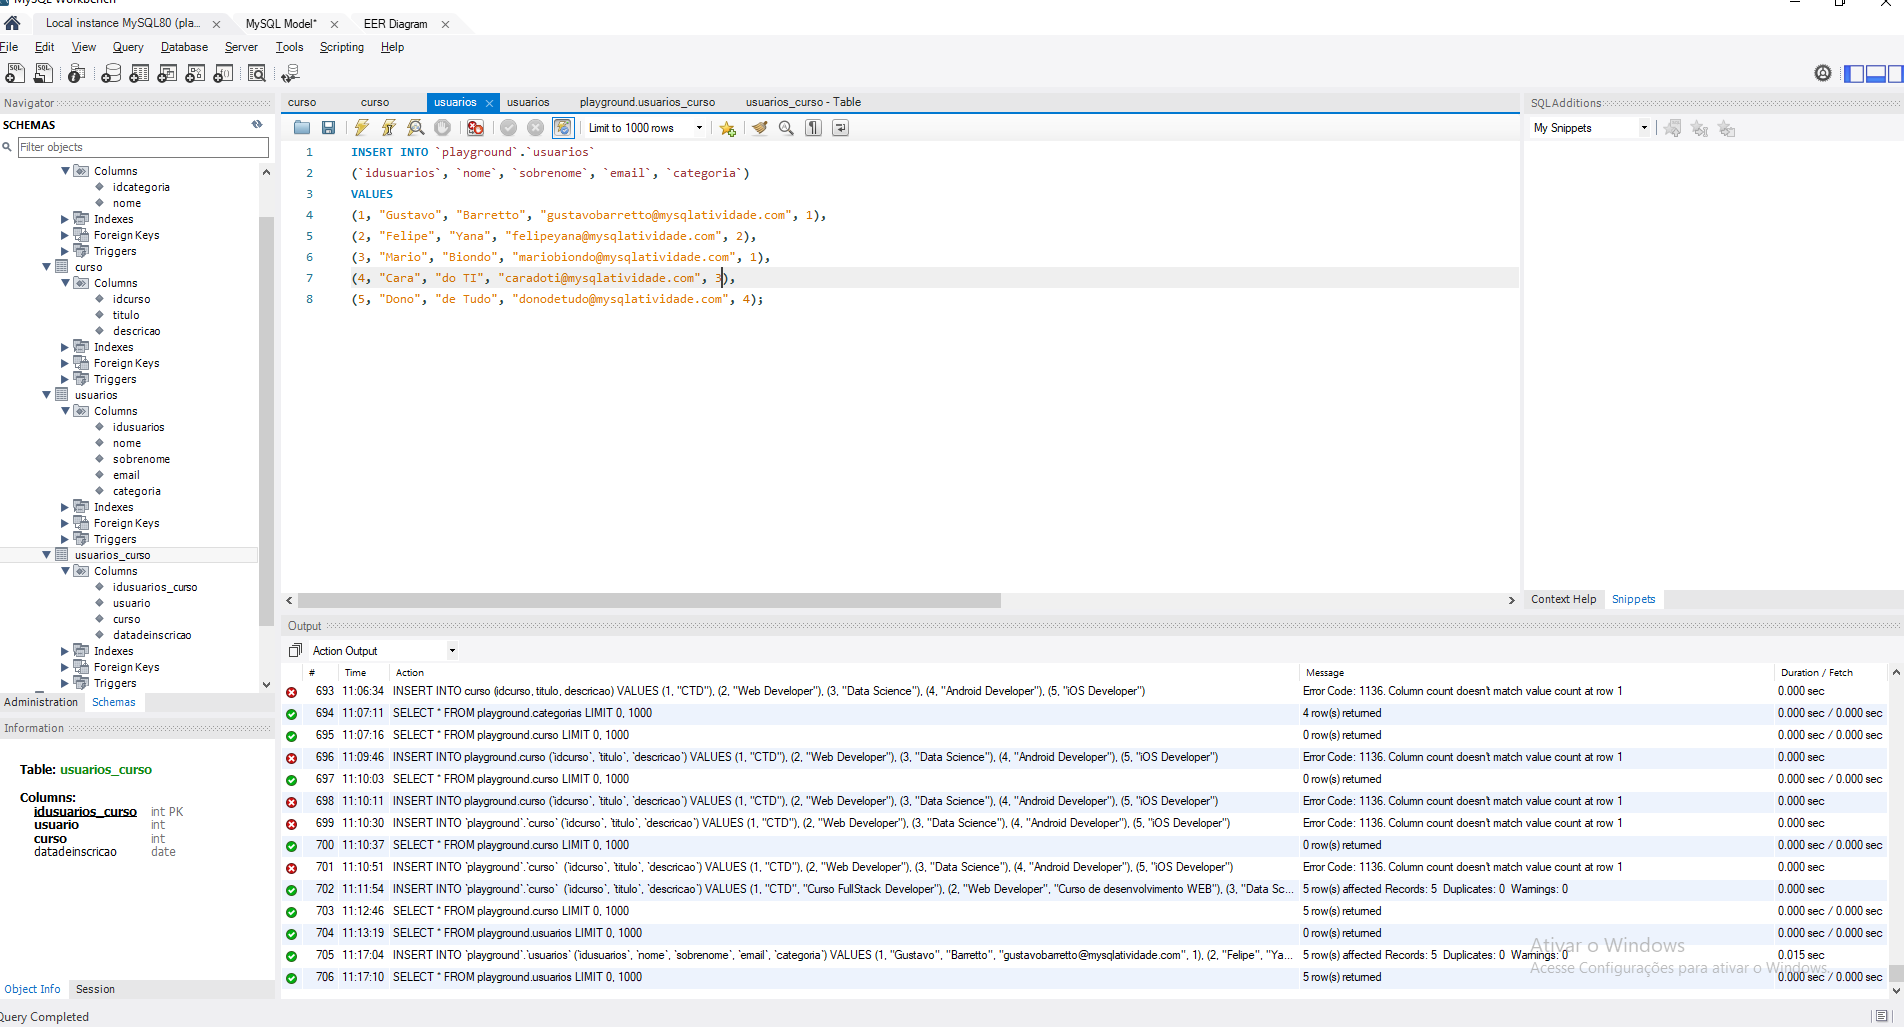 MySQL Workbench
Local instance MySQL80 (pla...
MySQL Model*
EER Diagram
File Edit View Query Database Server Tools Scripting Help
Navigator
SCHEMAS
Filter objects
Columns
idcategoria
nome
Indexes
Foreign Keys
Triggers
curso
Columns
idcurso
titulo
descricao
Indexes
Foreign Keys
Triggers
usuarios
Columns
idusuarios
nome
sobrenome
email
categoria
Indexes
Foreign Keys
Triggers
usuarios_curso
Columns
idusuarios_curso
usuario
curso
datadeinscricao
Indexes
Foreign Keys
Triggers
Administration Schemas
Information
Table: usuarios_curso
Columns:
idusuarios_curso int PK
usuario int
curso int
datadeinscricao date
Object Info Session
Query Completed
curso curso usuarios usuarios playground.usuarios_curso usuarios_curso - Table
Limit to 1000 rows
1 INSERT INTO `playground`.`usuarios`
2 (`idusuarios`, `nome`, `sobrenome`, `email`, `categoria`)
3 VALUES
4 (1, "Gustavo", "Barretto", "gustavobarretto@mysqlatividade.com", 1),
5 (2, "Felipe", "Yana", "felipeyana@mysqlatividade.com", 2),
6 (3, "Mario", "Biondo", "mariobiondo@mysqlatividade.com", 1),
7 (4, "Cara", "do TI", "caradoti@mysqlatividade.com", 3),
8 (5, "Dono", "de Tudo", "donodetudo@mysqlatividade.com", 4);
SQLAdditions
My Snippets
Context Help Snippets
Output
Action Output
# Time Action Message Duration / Fetch
693 11:06:34 INSERT INTO curso (idcurso, titulo, descricao) VALUES (1, "CTD"), (2, "Web Developer"), (3, "Data Science"), (4, "Android Developer"), (5, "iOS Developer") Error Code: 1136. Column count doesn't match value count at row 1 0.000 sec
694 11:07:11 SELECT * FROM playground.categorias LIMIT 0, 1000 4 row(s) returned 0.000 sec / 0.000 sec
695 11:07:16 SELECT * FROM playground.curso LIMIT 0, 1000 0 row(s) returned 0.000 sec / 0.000 sec
696 11:09:46 INSERT INTO playground.curso (`idcurso`, `titulo`, `descricao`) VALUES (1, "CTD"), (2, "Web Developer"), (3, "Data Science"), (4, "Android Developer"), (5, "iOS Developer") Error Code: 1136. Column count doesn't match value count at row 1 0.000 sec
697 11:10:03 SELECT * FROM playground.curso LIMIT 0, 1000 0 row(s) returned 0.000 sec / 0.000 sec
698 11:10:11 INSERT INTO playground.curso (`idcurso`, `titulo`, `descricao`) VALUES (1, "CTD"), (2, "Web Developer"), (3, "Data Science"), (4, "Android Developer"), (5, "iOS Developer") Error Code: 1136. Column count doesn't match value count at row 1 0.000 sec
699 11:10:30 INSERT INTO `playground`.`curso` (`idcurso`, `titulo`, `descricao`) VALUES (1, "CTD"), (2, "Web Developer"), (3, "Data Science"), (4, "Android Developer"), (5, "iOS Developer") Error Code: 1136. Column count doesn't match value count at row 1 0.000 sec
700 11:10:37 SELECT * FROM playground.curso LIMIT 0, 1000 0 row(s) returned 0.000 sec / 0.000 sec
701 11:10:51 INSERT INTO `playground`.`curso` (`idcurso`, `titulo`, `descricao`) VALUES (1, "CTD"), (2, "Web Developer"), (3, "Data Science"), (4, "Android Developer"), (5, "iOS Developer") Error Code: 1136. Column count doesn't match value count at row 1 0.000 sec
702 11:11:54 INSERT INTO `playground`.`curso` (`idcurso`, `titulo`, `descricao`) VALUES (1, "CTD", "Curso FullStack Developer"), (2, "Web Developer", "Curso de desenvolvimento WEB"), (3, "Data Sc... 5 row(s) affected Records: 5 Duplicates: 0 Warnings: 0 0.000 sec
703 11:12:46 SELECT * FROM playground.curso LIMIT 0, 1000 5 row(s) returned 0.000 sec / 0.000 sec
704 11:13:19 SELECT * FROM playground.usuarios LIMIT 0, 1000 0 row(s) returned 0.000 sec / 0.000 sec
705 11:17:04 INSERT INTO `playground`.`usuarios` (`idusuarios`, `nome`, `sobrenome`, `email`, `categoria`) VALUES (1, "Gustavo", "Barretto", "gustavobarretto@mysqlatividade.com", 1), (2, "Felipe", "Ya... 5 row(s) affected Records: 5 Duplicates: 0 Warnings: 0 0.015 sec
706 11:17:10 SELECT * FROM playground.usuarios LIMIT 0, 1000 5 row(s) returned 0.000 sec / 0.000 sec
Ativar o Windows
Acesse Configurações para ativar o Windows.